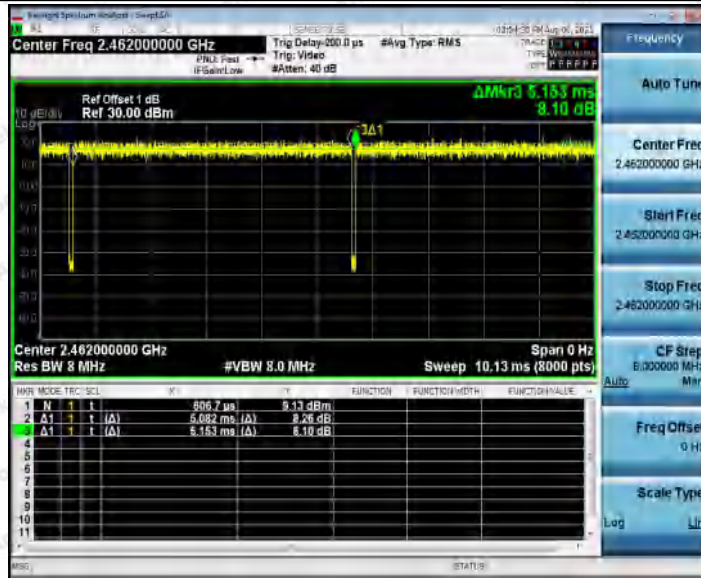 Center Freq 2.462000000 GHz
PNO: Fast
IFGain:Low
Trig Delay-200.0 µs
Trig: Video
#Atten: 40 dB
#Avg Type: RMS
TRACE
TYPE
DET P P P P P P
Frequency
Auto Tune
Ref Offset 1 dB
Ref 30.00 dBm
10 dB/div
Log
ΔMkr3 5.153 ms
8.10 dB
3Δ1
Center Freq
2.462000000 GHz
Start Freq
2.462000000 GHz
Stop Freq
2.462000000 GHz
CF Step
8.000000 MHz
Auto Man
Freq Offset
0 Hz
Scale Type
Log Lin
Center 2.462000000 GHz
Span 0 Hz
Res BW 8 MHz
#VBW 8.0 MHz
Sweep 10.13 ms (8000 pts)
MKR MODE TRC SCL X Y FUNCTION FUNCTION WIDTH FUNCTION VALUE
1 N 1 t 606.7 µs 9.13 dBm
2 Δ1 1 t (Δ) 5.082 ms (Δ) 8.26 dB
3 Δ1 1 t (Δ) 5.153 ms (Δ) 8.10 dB
4
5
6
7
8
9
10
11
MSG
STATUS